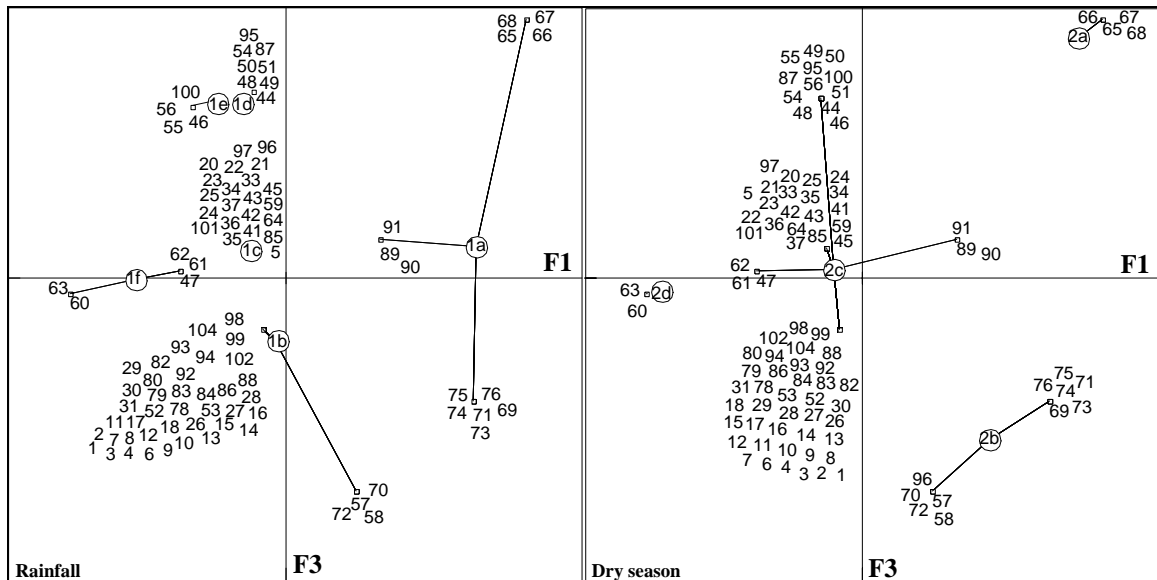 68 67
65 66
95
54 87
50 51
48 49
44
100 1e 1d
56 46
55
97 96
20 22 21
23 34 33
25 37 43 45
24 36 42 59
101 41 64
35 1c 85
5
91 1a
89
90
F1
62 61
1f 47
63
60
98
104 99 1b
93 94 102
29 82
80 92 88
30 79 83 84 86 28
31 52 78 53 27 16
11 17 18 26 15 14
2 7 8 12 10 13
1 3 4 6 9
75 76
74 71 69
73
70
57
72 58
Rainfall
F3
66 67
2a 65 68
55 49 50
95
87 56 100
54 51
48 44
46
97
20 25 24
5 21 33 35 34
23 42 43 41
22 36 64 59
101 37 85 45
91
89 90
F1
62 2c
61 47
63 2d
60
98 99
102 104 88
80 94 93 92
79 86 84 83 82
31 78 53 52 30
18 29 28 27 26
15 17 16 14 13
12 11 10 9 8
7 6 4 3 2 1
75 71
76 74
69 73
2b
96
70 57
72 58
Dry season
F3